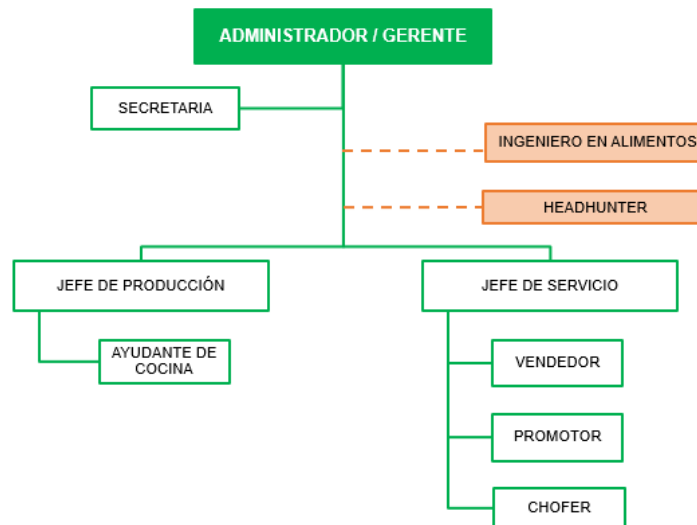 ADMINISTRADOR / GERENTE
SECRETARIA
INGENIERO EN ALIMENTOS
HEADHUNTER
JEFE DE PRODUCCIÓN
JEFE DE SERVICIO
AYUDANTE DE
COCINA
VENDEDOR
PROMOTOR
CHOFER